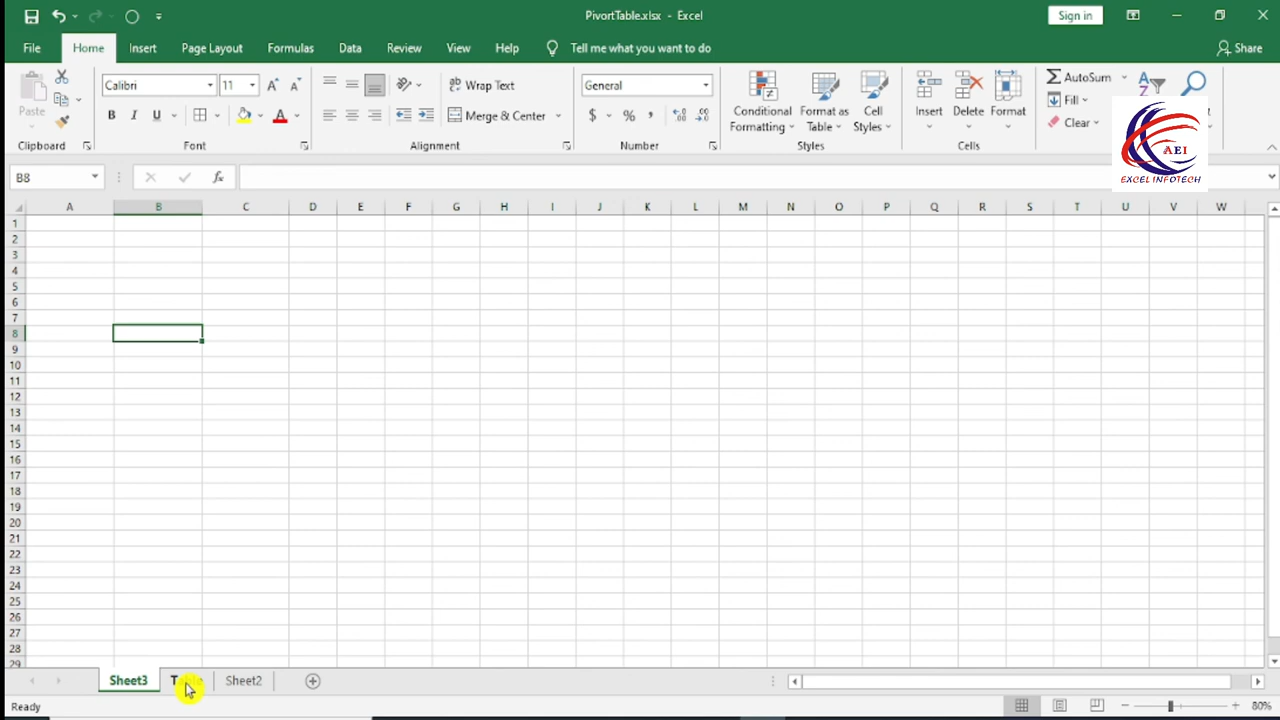 PivortTable.xlsx - Excel
Sign in
File Home Insert Page Layout Formulas Data Review View Help Tell me what you want to do Share
Paste
Clipboard
Calibri 11
A A
B I U A
Font
Wrap Text
Merge & Center
Alignment
General
$ % ,
Number
Conditional Formatting
Format as Table
Cell Styles
Styles
Insert Delete Format
Cells
AutoSum
Fill
Clear
AEI
EXCEL INFOTECH
B8 fx
A B C D E F G H I J K L M N O P Q R S T U V W
1
2
3
4
5
6
7
8
9
10
11
12
13
14
15
16
17
18
19
20
21
22
23
24
25
26
27
28
29
Sheet3 Sheet2
Ready 80%